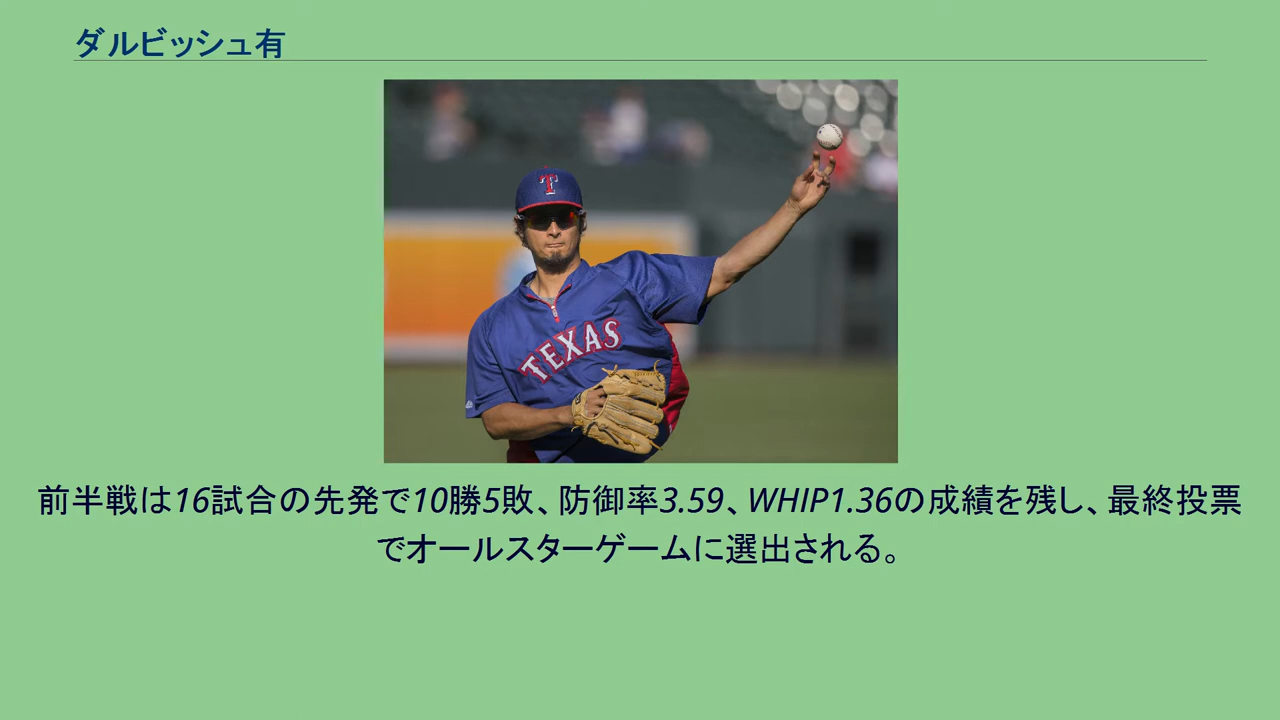 ダルビッシュ有
T
TEXAS
前半戦は16試合の先発で10勝5敗、防御率3.59、WHIP1.36の成績を残し、最終投票
でオールスターゲームに選出される。